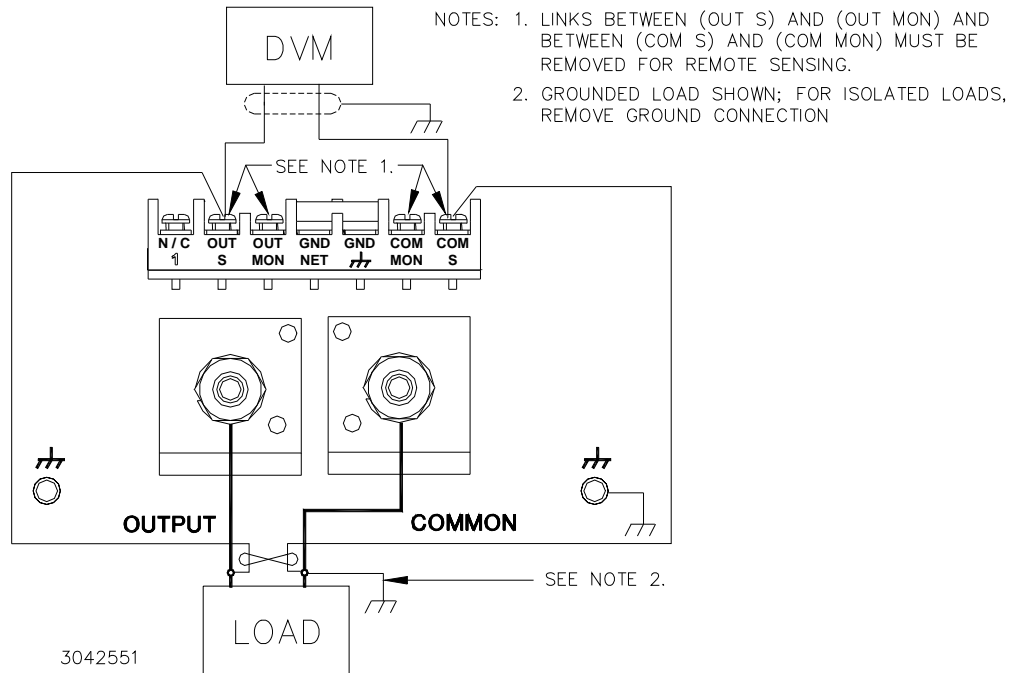 DVM
NOTES: 1. LINKS BETWEEN (OUT S) AND (OUT MON) AND
BETWEEN (COM S) AND (COM MON) MUST BE
REMOVED FOR REMOTE SENSING.
2. GROUNDED LOAD SHOWN; FOR ISOLATED LOADS,
REMOVE GROUND CONNECTION
SEE NOTE 1.
N / C OUT OUT GND GND COM COM
1 S MON NET MON S
OUTPUT COMMON
SEE NOTE 2.
LOAD
3042551